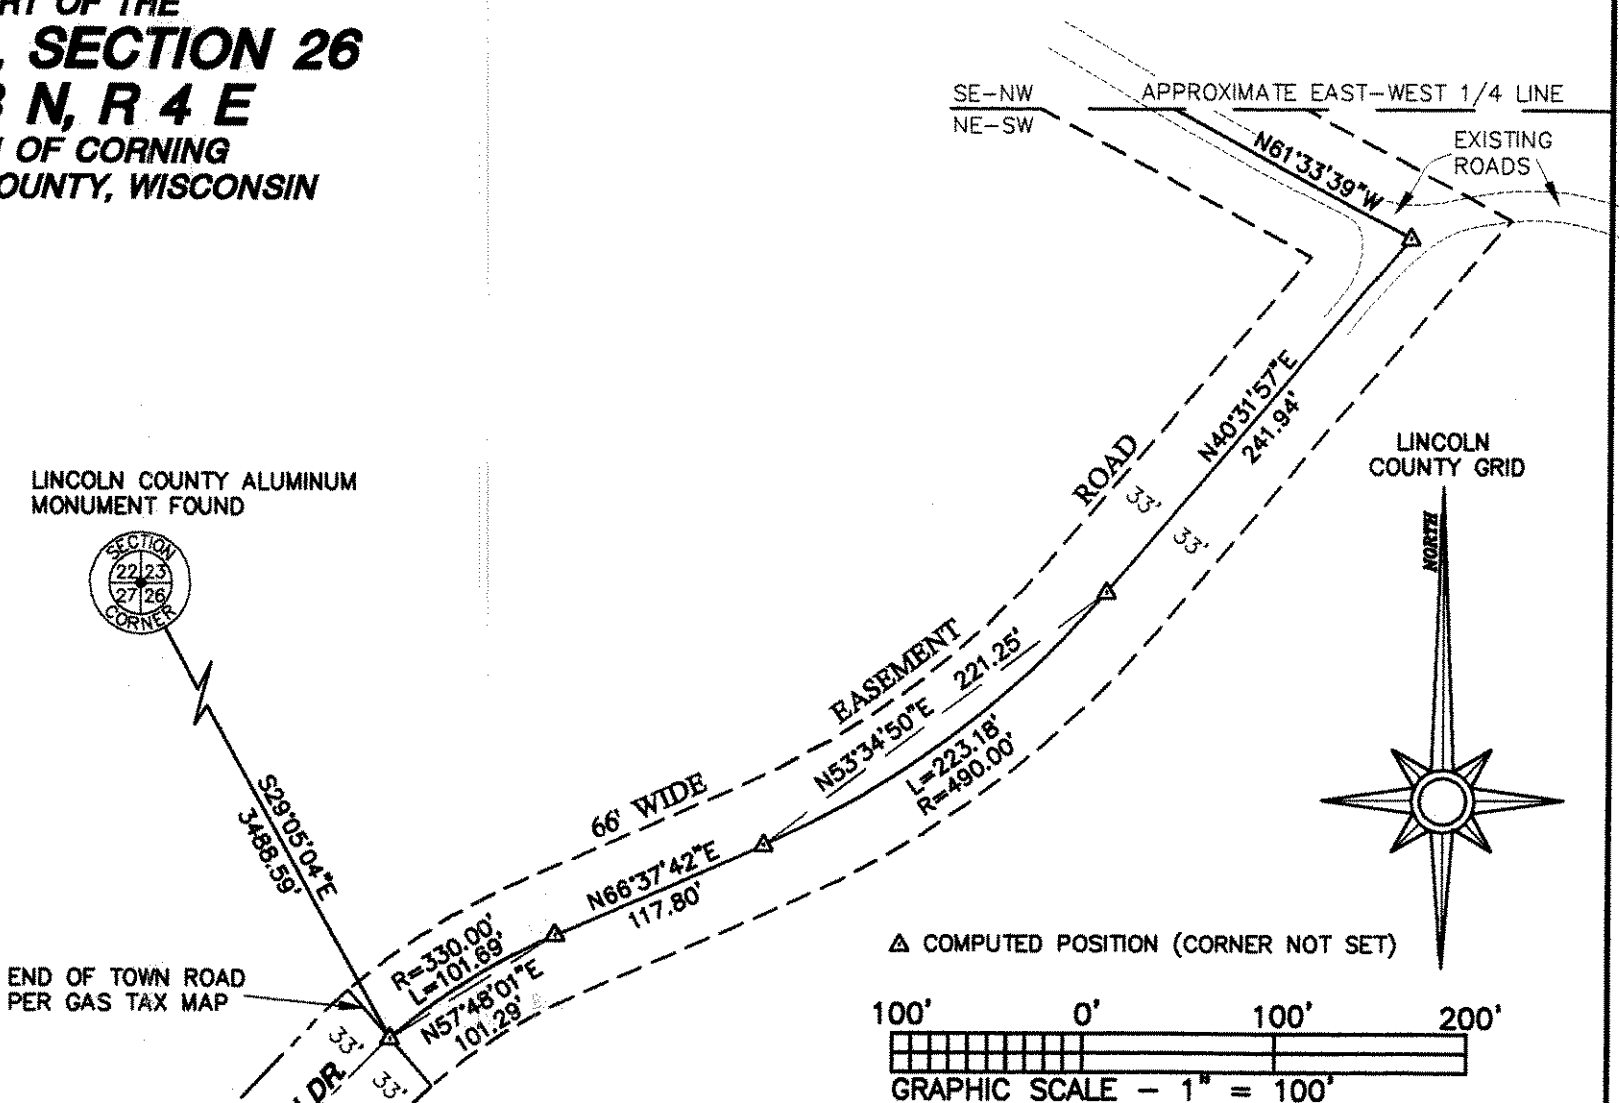 RT OF THE
, SECTION 26
N, R 4 E
OF CORNING
OUNTY, WISCONSIN
SE-NW
NE-SW
APPROXIMATE EAST-WEST 1/4 LINE
N61°33'39"W
EXISTING
ROADS
N40°31'57"E
241.94'
LINCOLN
COUNTY GRID
NORTH
LINCOLN COUNTY ALUMINUM
MONUMENT FOUND
SECTION
22 23
27 26
CORNER
S29°05'04"E
3488.59'
66' WIDE
EASEMENT
ROAD
33'
33'
N53°34'50"E 221.25'
L=223.18'
R=490.00'
N66°37'42"E
117.80'
R=330.00'
L=101.69'
N57°48'01"E
101.29'
END OF TOWN ROAD
PER GAS TAX MAP
33'
33'
DR.
△ COMPUTED POSITION (CORNER NOT SET)
100' 0' 100' 200'
GRAPHIC SCALE - 1" = 100'